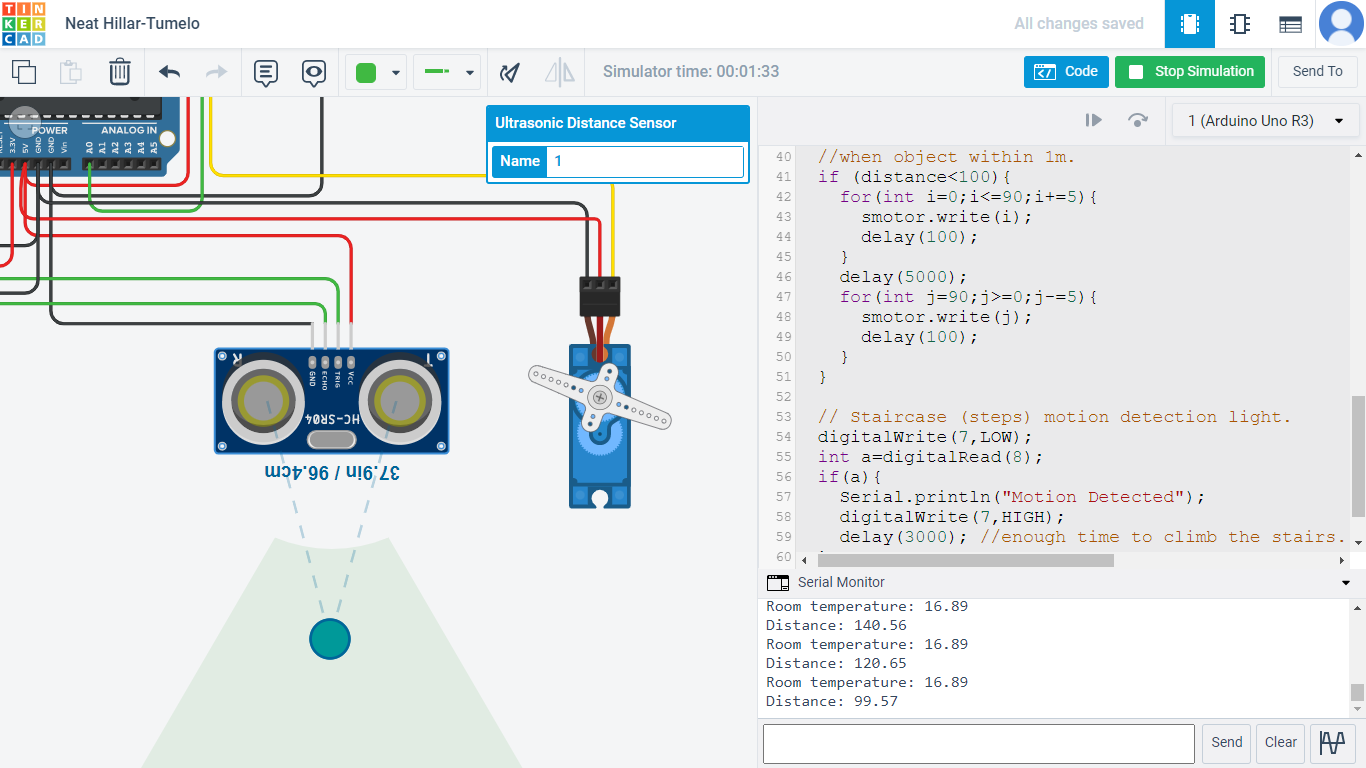 TIN
KER
CAD
Neat Hillar-Tumelo
All changes saved
Simulator time: 00:01:33
Code
Stop Simulation
Send To
1 (Arduino Uno R3)
POWER
ANALOG IN
3.3V
5V
GND
GND
Vin
A0
A1
A2
A3
A4
A5
Ultrasonic Distance Sensor
Name 1
R
T
GND
ECHO
TRIG
VCC
HC-SR04
37.9in / 96.4cm
40 //when object within 1m.
41 if (distance<100){
42 for(int i=0;i<=90;i+=5){
43 smotor.write(i);
44 delay(100);
45 }
46 delay(5000);
47 for(int j=90;j>=0;j-=5){
48 smotor.write(j);
49 delay(100);
50 }
51 }
52
53 // Staircase (steps) motion detection light.
54 digitalWrite(7,LOW);
55 int a=digitalRead(8);
56 if(a){
57 Serial.println("Motion Detected");
58 digitalWrite(7,HIGH);
59 delay(3000); //enough time to climb the stairs.
60
Serial Monitor
Room temperature: 16.89
Distance: 140.56
Room temperature: 16.89
Distance: 120.65
Room temperature: 16.89
Distance: 99.57
Send
Clear